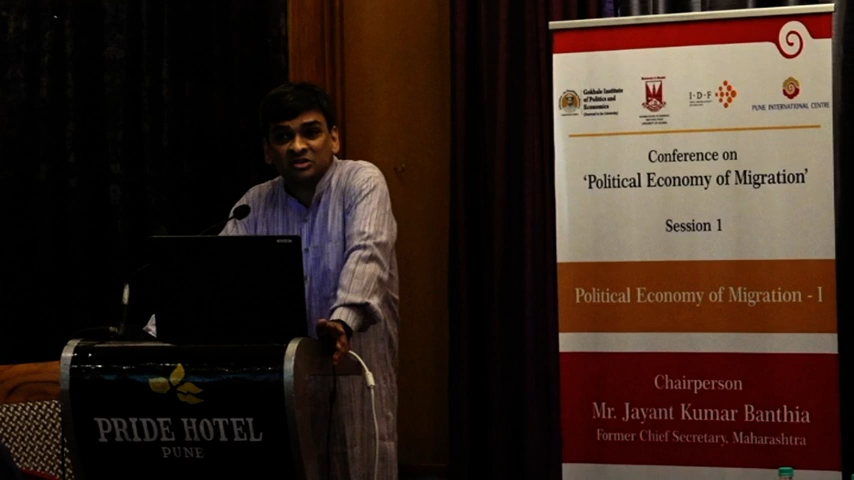 Gokhale Institute
of Politics and
Economics
I·D·F
PUNE INTERNATIONAL CENTRE
Conference on
‘Political Economy of Migration’
Session 1
Political Economy of Migration - I
Chairperson
Mr. Jayant Kumar Banthia
Former Chief Secretary, Maharashtra
PRIDE HOTEL
PUNE